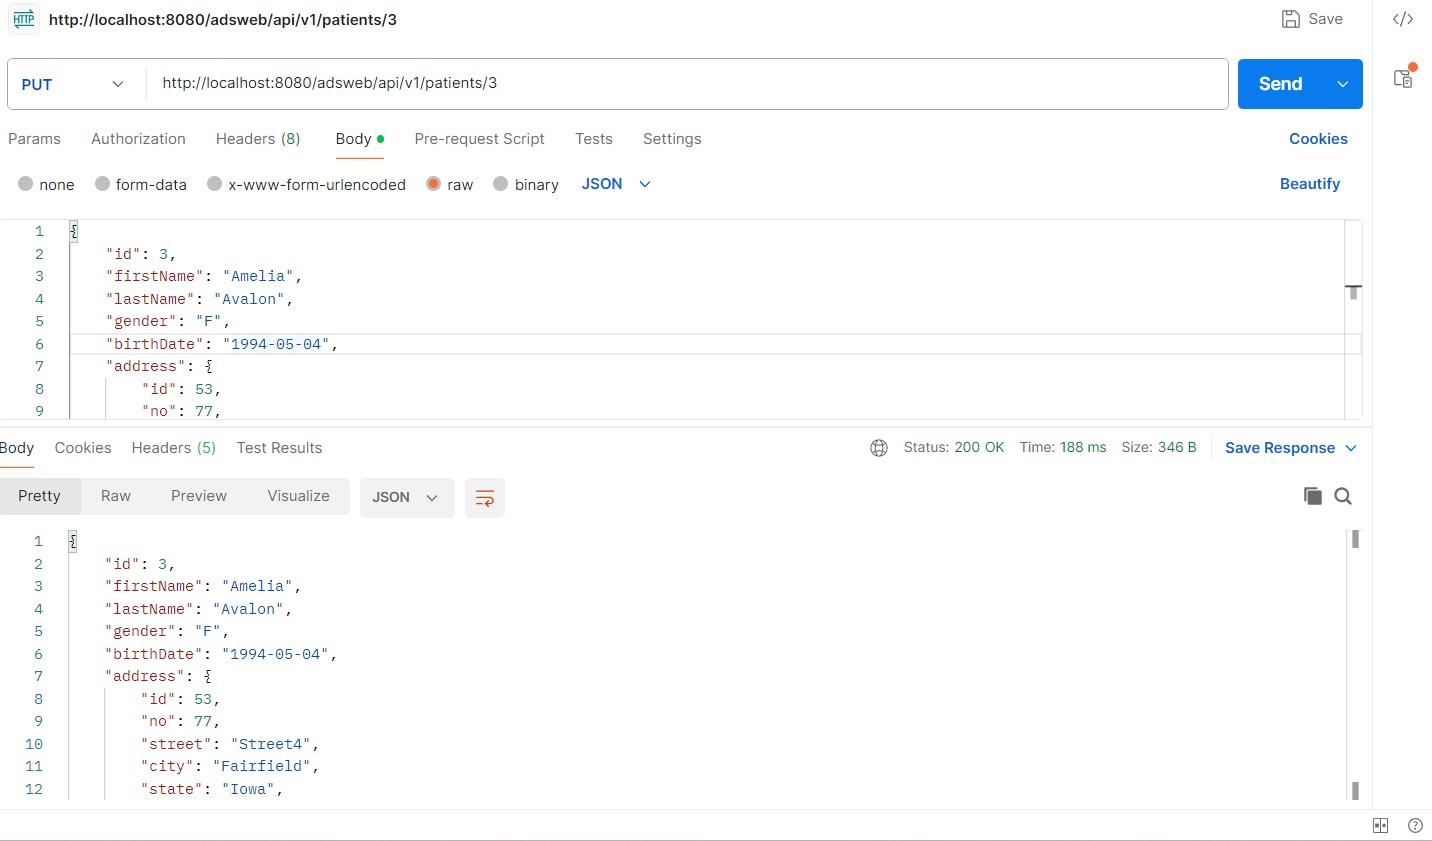 HTTP http://localhost:8080/adsweb/api/v1/patients/3 Save </>
PUT http://localhost:8080/adsweb/api/v1/patients/3 Send
Params Authorization Headers (8) Body Pre-request Script Tests Settings Cookies
none form-data x-www-form-urlencoded raw binary JSON Beautify
1 {
2 "id": 3,
3 "firstName": "Amelia",
4 "lastName": "Avalon",
5 "gender": "F",
6 "birthDate": "1994-05-04",
7 "address": {
8 "id": 53,
9 "no": 77,
Body Cookies Headers (5) Test Results Status: 200 OK Time: 188 ms Size: 346 B Save Response
Pretty Raw Preview Visualize JSON
1 {
2 "id": 3,
3 "firstName": "Amelia",
4 "lastName": "Avalon",
5 "gender": "F",
6 "birthDate": "1994-05-04",
7 "address": {
8 "id": 53,
9 "no": 77,
10 "street": "Street4",
11 "city": "Fairfield",
12 "state": "Iowa",